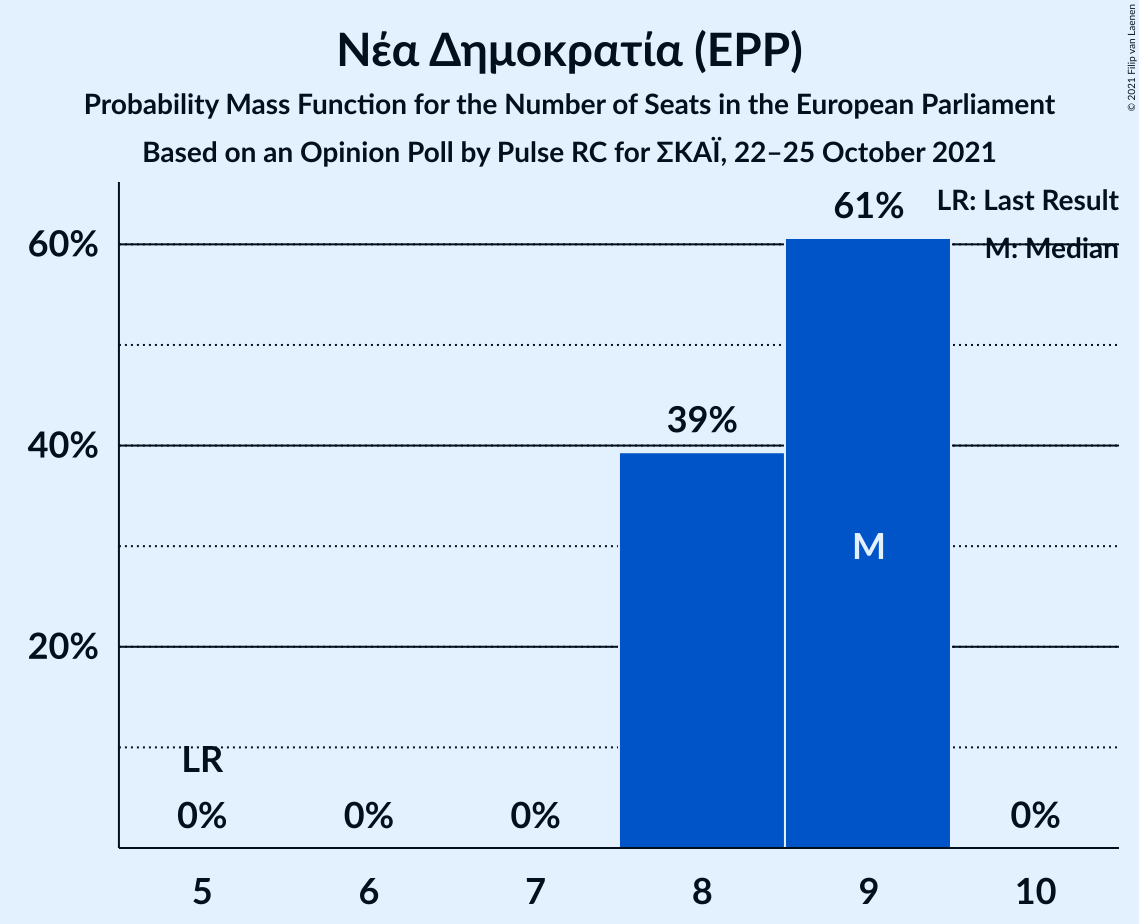 Νέα Δημοκρατία (EPP)
Probability Mass Function for the Number of Seats in the European Parliament
Based on an Opinion Poll by Pulse RC for ΣΚΑΪ, 22–25 October 2021
© 2021 Filip van Laenen
LR: Last Result
M: Median
60%
40%
20%
61%
39%
M
LR
0%
0%
0%
0%
5
6
7
8
9
10